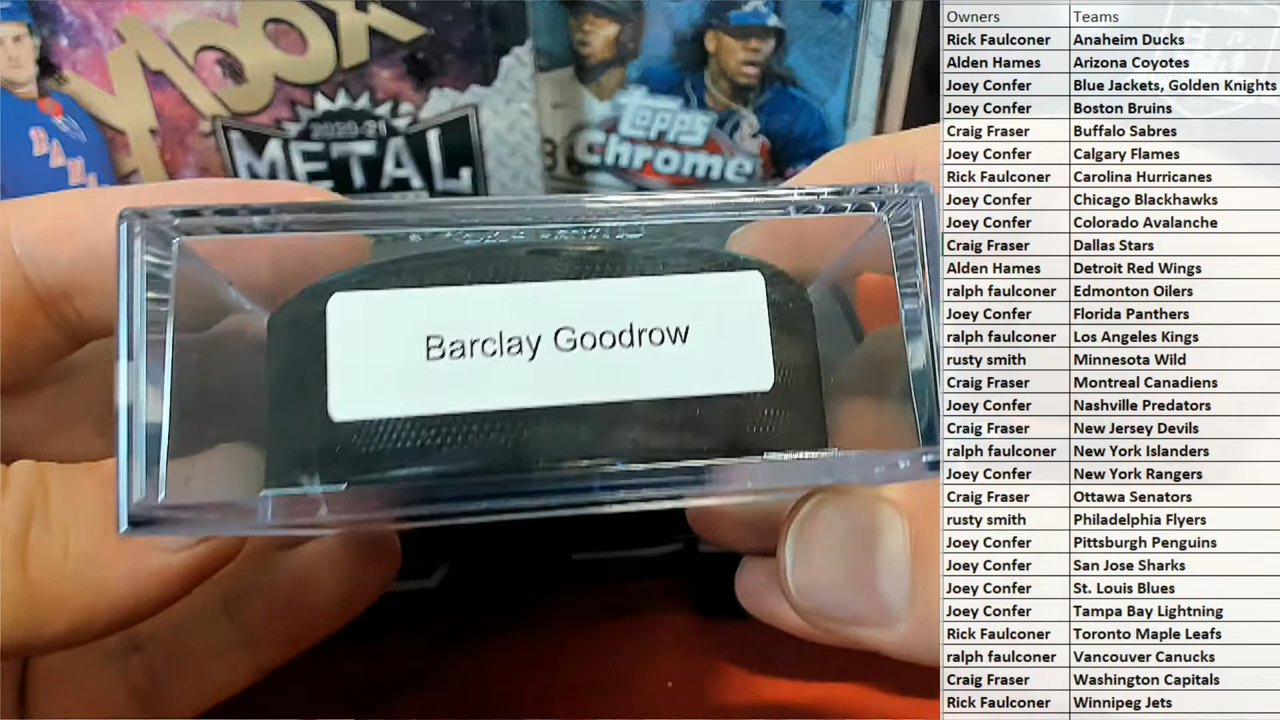 YBOX
2020-21
METAL
Topps
Chrome
RAN
Barclay Goodrow
Owners Teams
Rick Faulconer Anaheim Ducks
Alden Hames Arizona Coyotes
Joey Confer Blue Jackets, Golden Knights
Joey Confer Boston Bruins
Craig Fraser Buffalo Sabres
Joey Confer Calgary Flames
Rick Faulconer Carolina Hurricanes
Joey Confer Chicago Blackhawks
Joey Confer Colorado Avalanche
Craig Fraser Dallas Stars
Alden Hames Detroit Red Wings
ralph faulconer Edmonton Oilers
Joey Confer Florida Panthers
ralph faulconer Los Angeles Kings
rusty smith Minnesota Wild
Craig Fraser Montreal Canadiens
Joey Confer Nashville Predators
Craig Fraser New Jersey Devils
ralph faulconer New York Islanders
Joey Confer New York Rangers
Craig Fraser Ottawa Senators
rusty smith Philadelphia Flyers
Joey Confer Pittsburgh Penguins
Joey Confer San Jose Sharks
Joey Confer St. Louis Blues
Joey Confer Tampa Bay Lightning
Rick Faulconer Toronto Maple Leafs
ralph faulconer Vancouver Canucks
Craig Fraser Washington Capitals
Rick Faulconer Winnipeg Jets